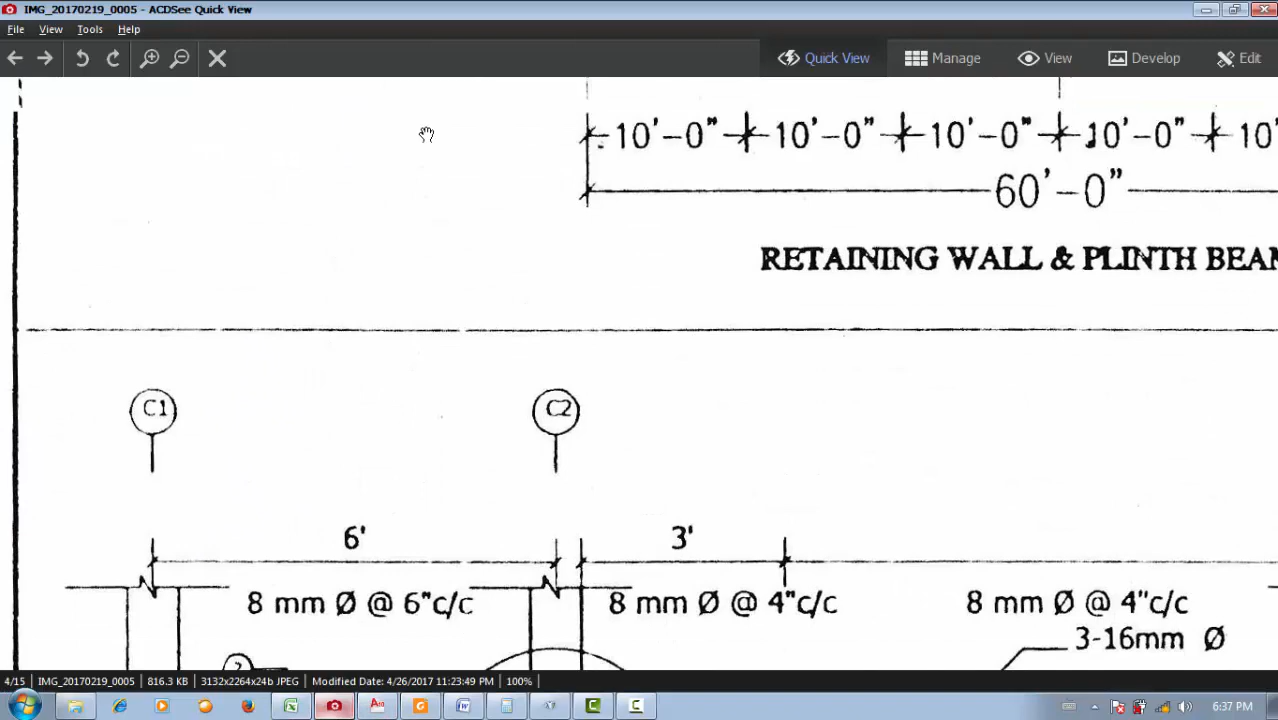 IMG_20170219_0005 - ACDSee Quick View
File View Tools Help
Quick View Manage View Develop Edit
10'-0" 10'-0" 10'-0" 10'-0" 10'
60'-0"
RETAINING WALL & PLINTH BEAM
C1 C2
6' 3'
8 mm Ø @ 6"c/c 8 mm Ø @ 4"c/c 8 mm Ø @ 4"c/c
3-16mm Ø
2
4/15 IMG_20170219_0005 816.3 KB 3132x2264x24b JPEG Modified Date: 4/26/2017 11:23:49 PM 100%
6:37 PM